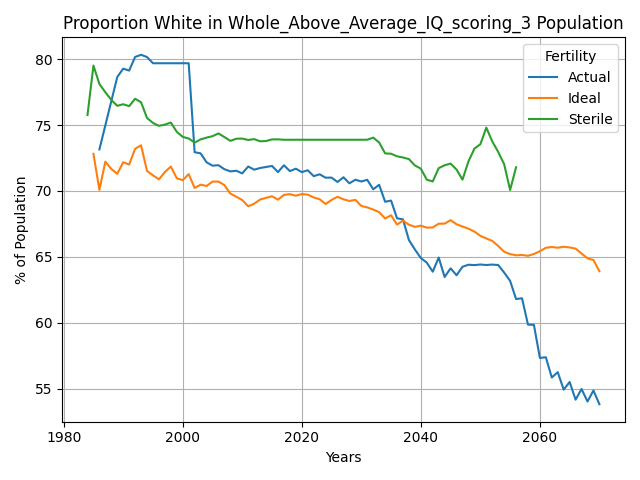 Proportion White in Whole_Above_Average_IQ_scoring_3 Population
Fertility
Actual
Ideal
Sterile
% of Population
80
75
70
65
60
55
1980
2000
2020
2040
2060
Years